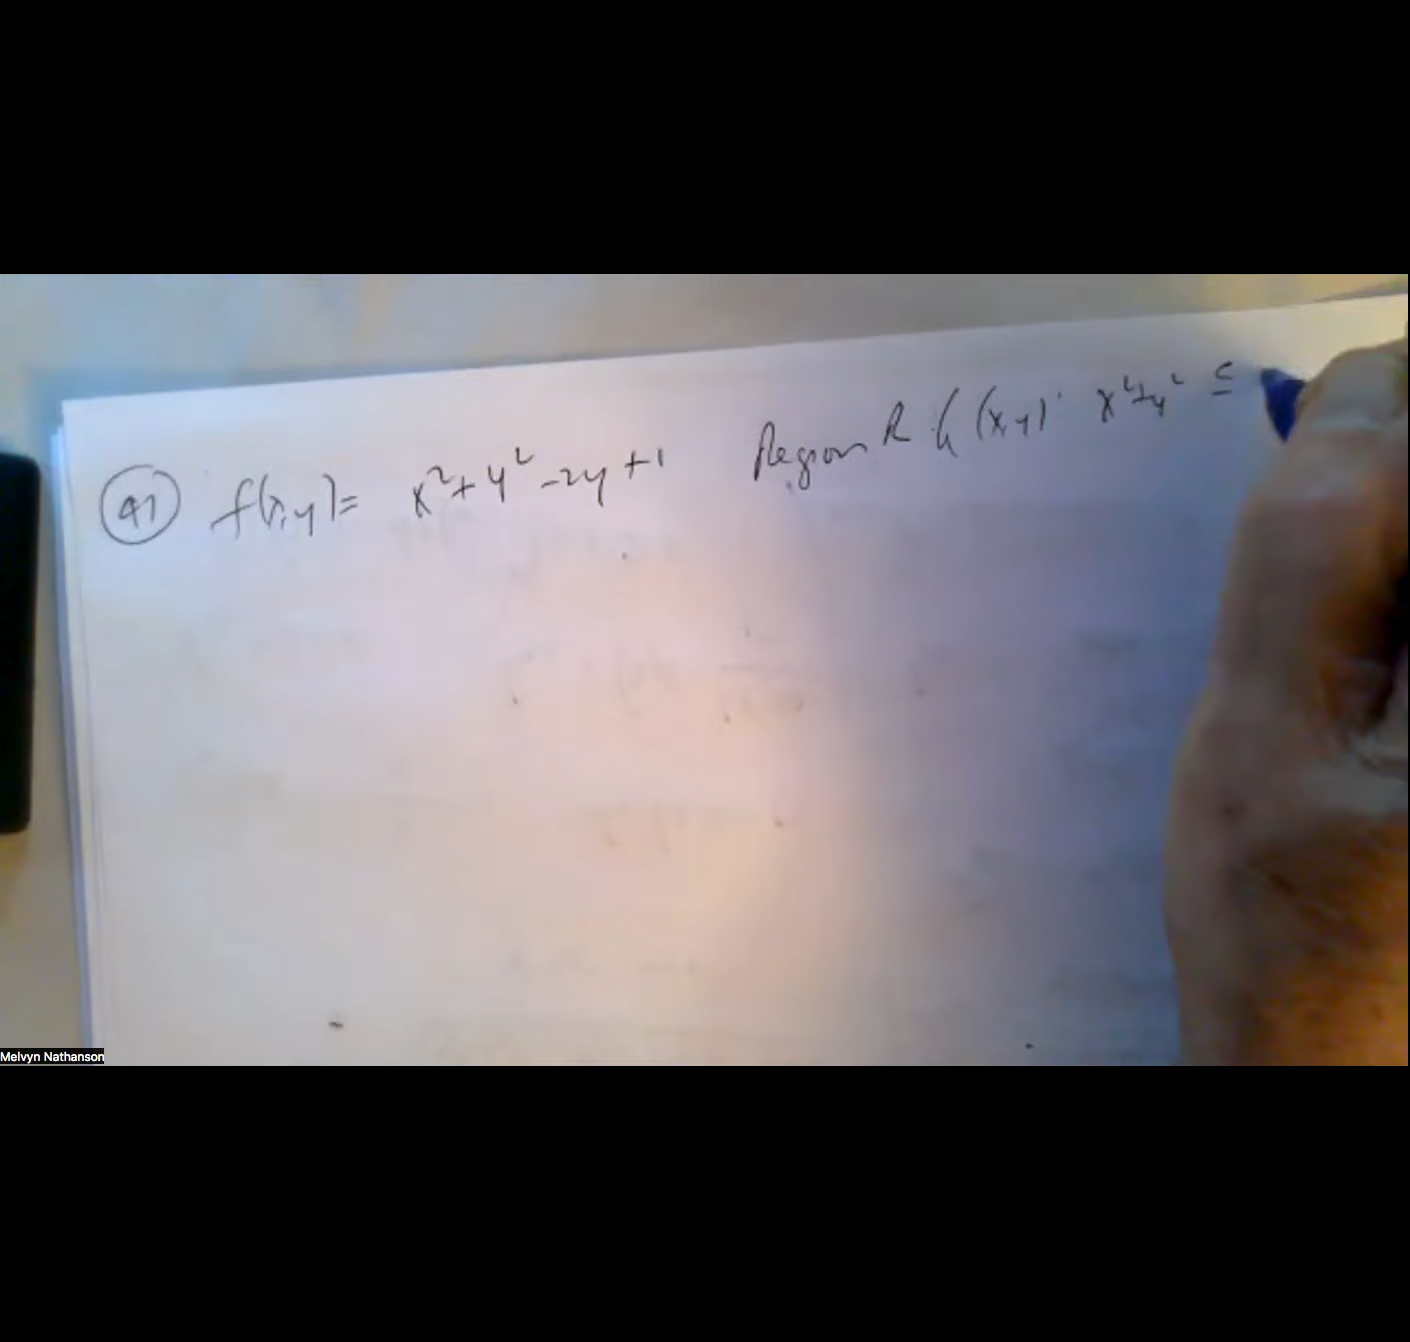 41 f(x,y)= x²+y²-2y+1 Region R { (x,y): x²+y² ≤
Melvyn Nathanson